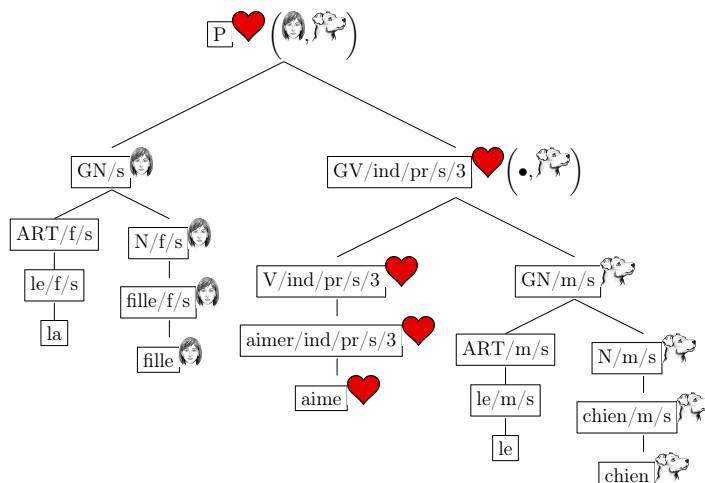 P ( , )
GN/s
GV/ind/pr/s/3 (•, )
ART/f/s
N/f/s
le/f/s
V/ind/pr/s/3
GN/m/s
fille/f/s
la
aimer/ind/pr/s/3
ART/m/s
N/m/s
fille
aime
le/m/s
chien/m/s
le
chien